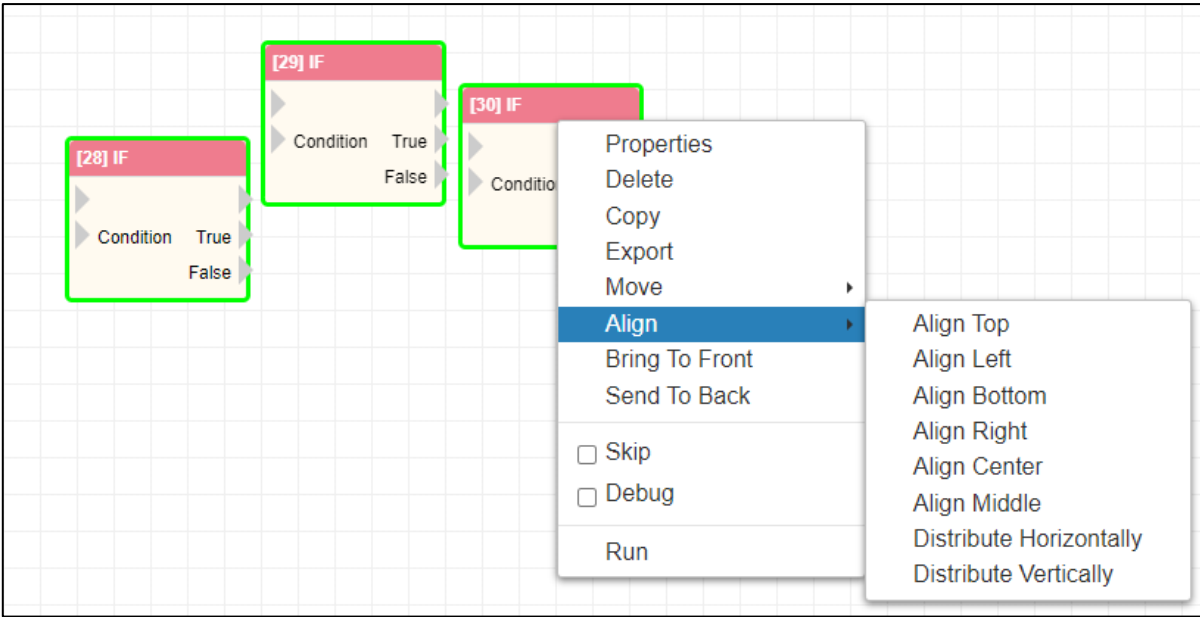 [29] IF
Condition True
False
[30] IF
Conditio
[28] IF
Condition True
False
Properties
Delete
Copy
Export
Move
Align
Bring To Front
Send To Back
Skip
Debug
Run
Align Top
Align Left
Align Bottom
Align Right
Align Center
Align Middle
Distribute Horizontally
Distribute Vertically